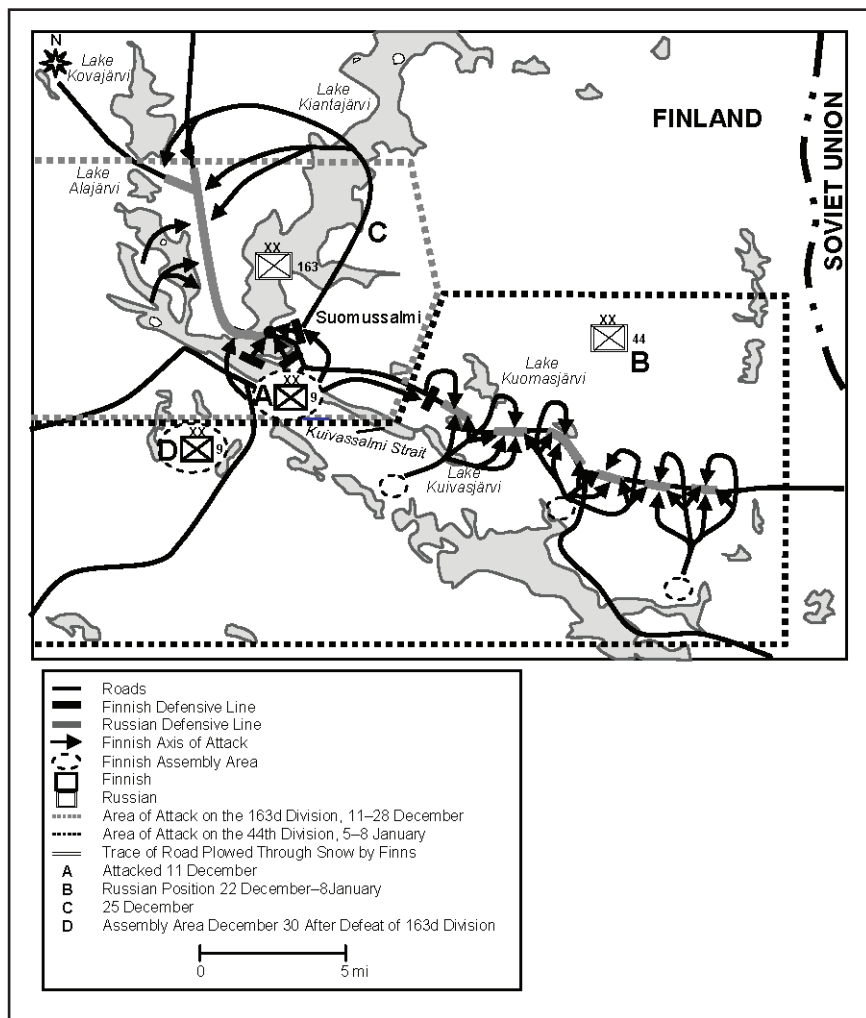 N
Lake
Kovajärvi
Lake
Kiantajärvi
FINLAND
SOVIET UNION
Lake
Alajärvi
C
XX
163
Suomussalmi
XX
44
B
Lake
Kuomasjärvi
A
XX
9
D
XX
9
Kuivassalmi Strait
Lake
Kuivasjärvi
Roads
Finnish Defensive Line
Russian Defensive Line
Finnish Axis of Attack
Finnish Assembly Area
Finnish
Russian
Area of Attack on the 163d Division, 11–28 December
Area of Attack on the 44th Division, 5–8 January
Trace of Road Plowed Through Snow by Finns
A Attacked 11 December
B Russian Position 22 December–8January
C 25 December
D Assembly Area December 30 After Defeat of 163d Division
0 5 mi